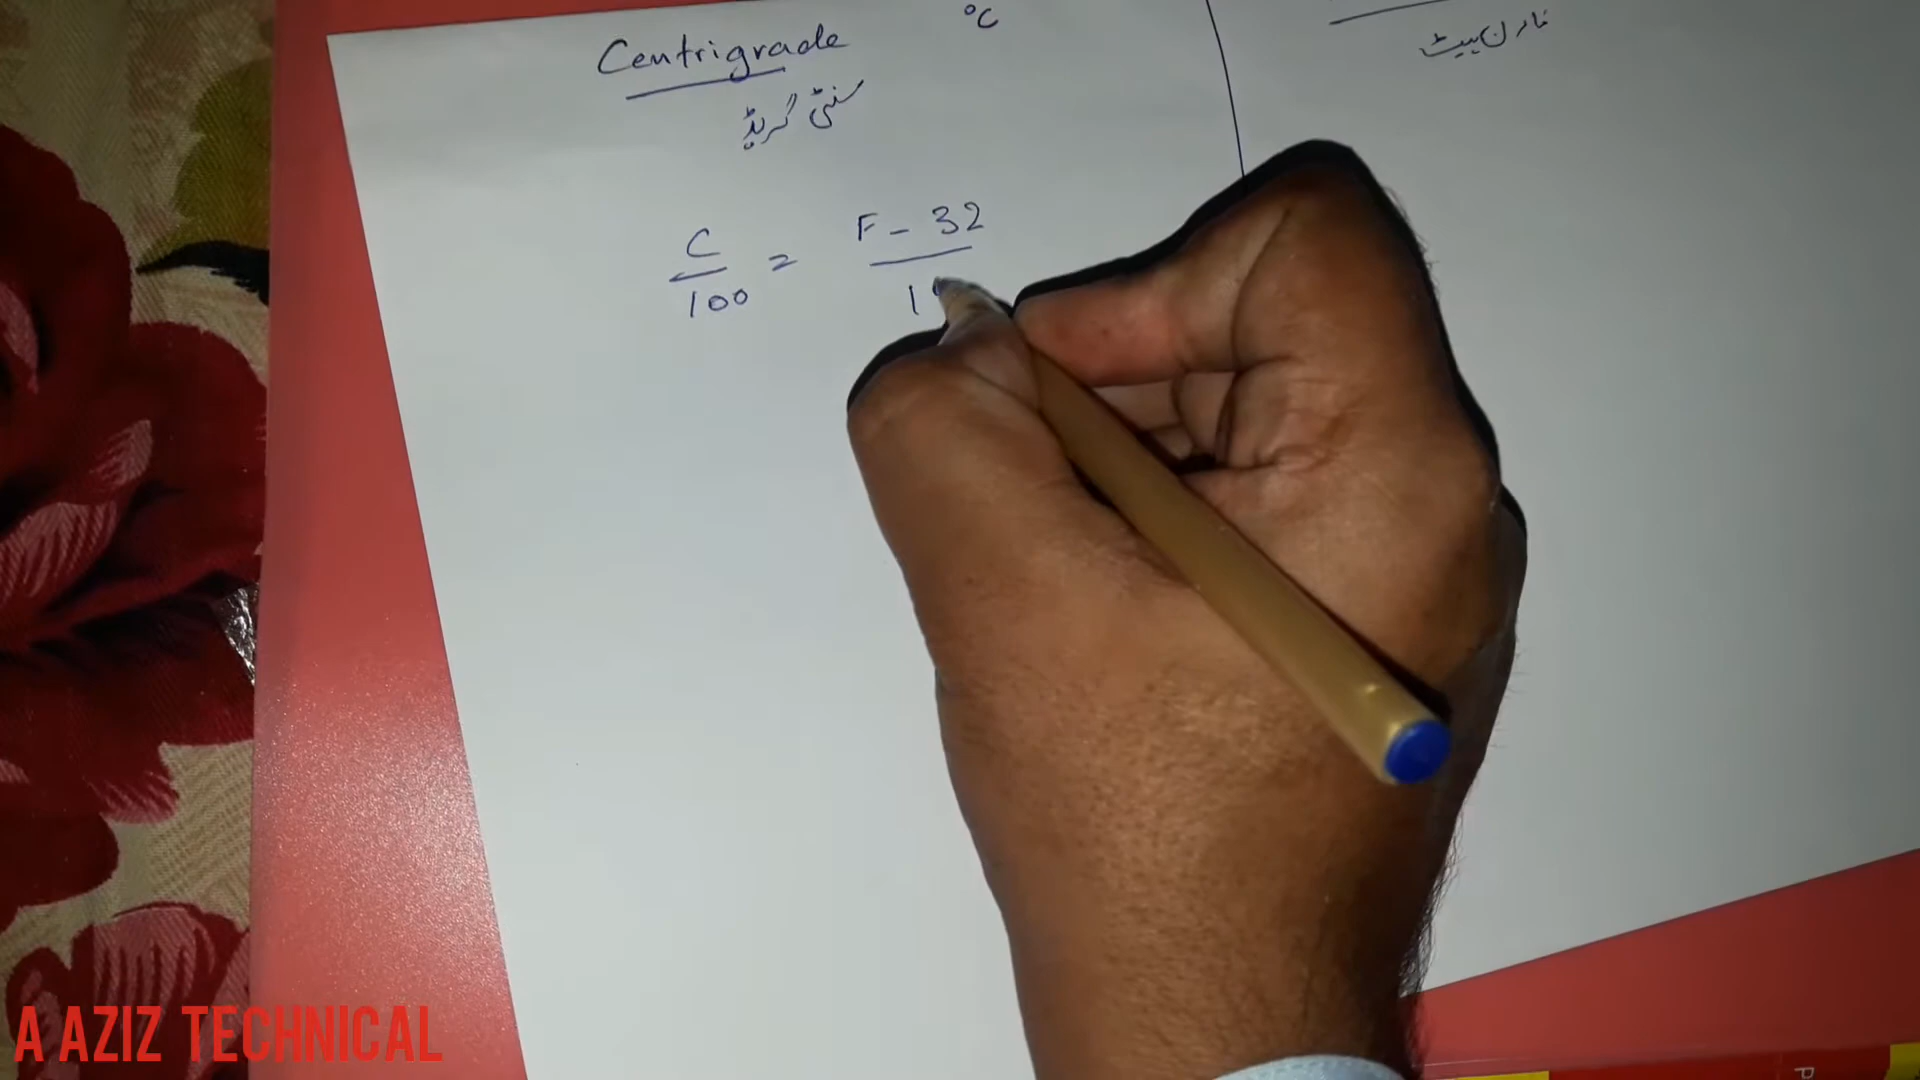 Centrigrade °C
سنٹی گریڈ
فارن ہیٹ
C = F - 32
100 1
A AZIZ TECHNICAL